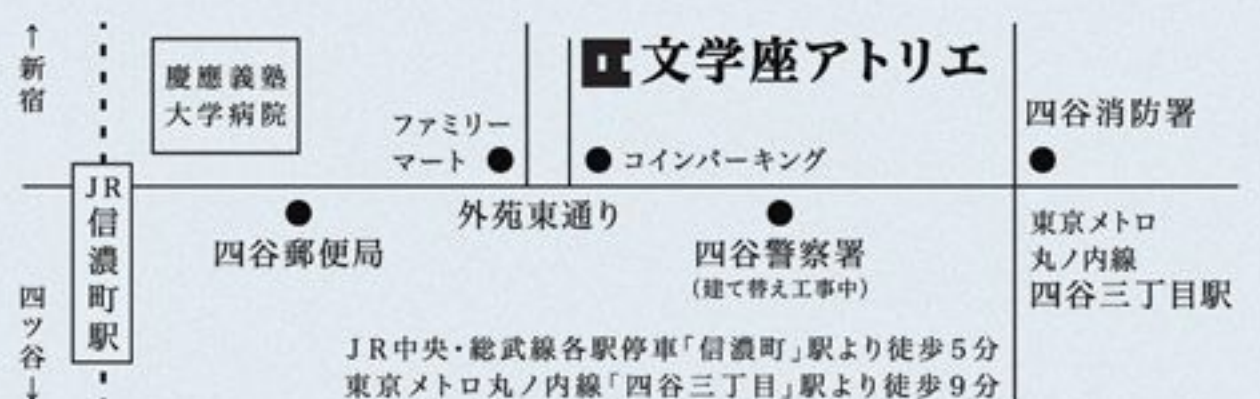 ↑新宿
慶應義塾
大学病院
ファミリー
マート
文学座アトリエ
コインパーキング
四谷消防署
JR信濃町駅
外苑東通り
四谷郵便局
四谷警察署
(建て替え工事中)
東京メトロ
丸ノ内線
四谷三丁目駅
四ツ谷↓
JR中央・総武線各駅停車「信濃町」駅より徒歩5分
東京メトロ丸ノ内線「四谷三丁目」駅より徒歩9分